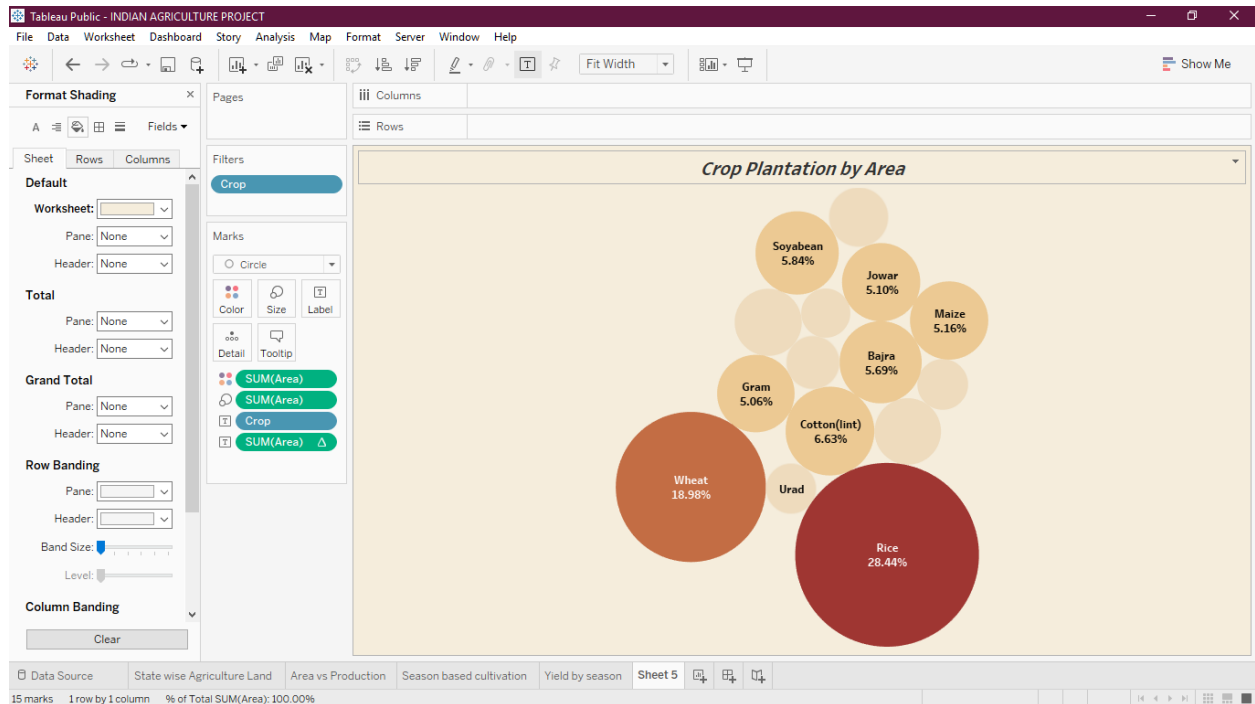 Tableau Public - INDIAN AGRICULTURE PROJECT
File Data Worksheet Dashboard Story Analysis Map Format Server Window Help
Fit Width
Show Me
Format Shading
Fields
Sheet Rows Columns
Default
Worksheet:
Pane: None
Header: None
Total
Pane: None
Header: None
Grand Total
Pane: None
Header: None
Row Banding
Pane:
Header:
Band Size:
Level:
Column Banding
Clear
Pages
Filters
Crop
Marks
Circle
Color Size Label
Detail Tooltip
SUM(Area)
SUM(Area)
Crop
SUM(Area) Δ
Columns
Rows
Crop Plantation by Area
Soyabean
5.84%
Jowar
5.10%
Maize
5.16%
Bajra
5.69%
Gram
5.06%
Cotton(lint)
6.63%
Wheat
18.98%
Urad
Rice
28.44%
Data Source State wise Agriculture Land Area vs Production Season based cultivation Yield by season Sheet 5
15 marks 1 row by 1 column % of Total SUM(Area): 100.00%